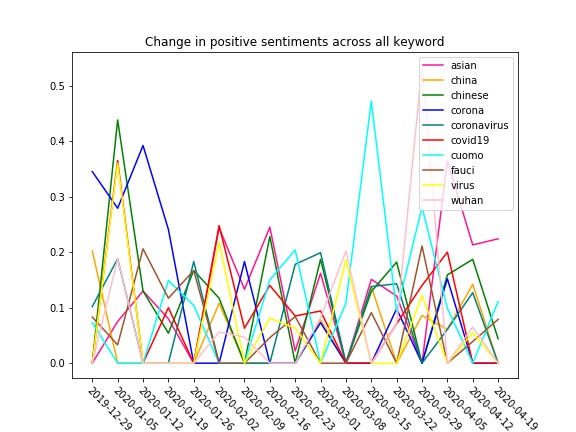 Change in positive sentiments across all keyword
0.5
0.4
0.3
0.2
0.1
0.0
asian
china
chinese
corona
coronavirus
covid19
cuomo
fauci
virus
wuhan
2019-12-29
2020-01-05
2020-01-12
2020-01-19
2020-01-26
2020-02-02
2020-02-09
2020-02-16
2020-02-23
2020-03-01
2020-03-08
2020-03-15
2020-03-22
2020-03-29
2020-04-05
2020-04-12
2020-04-19